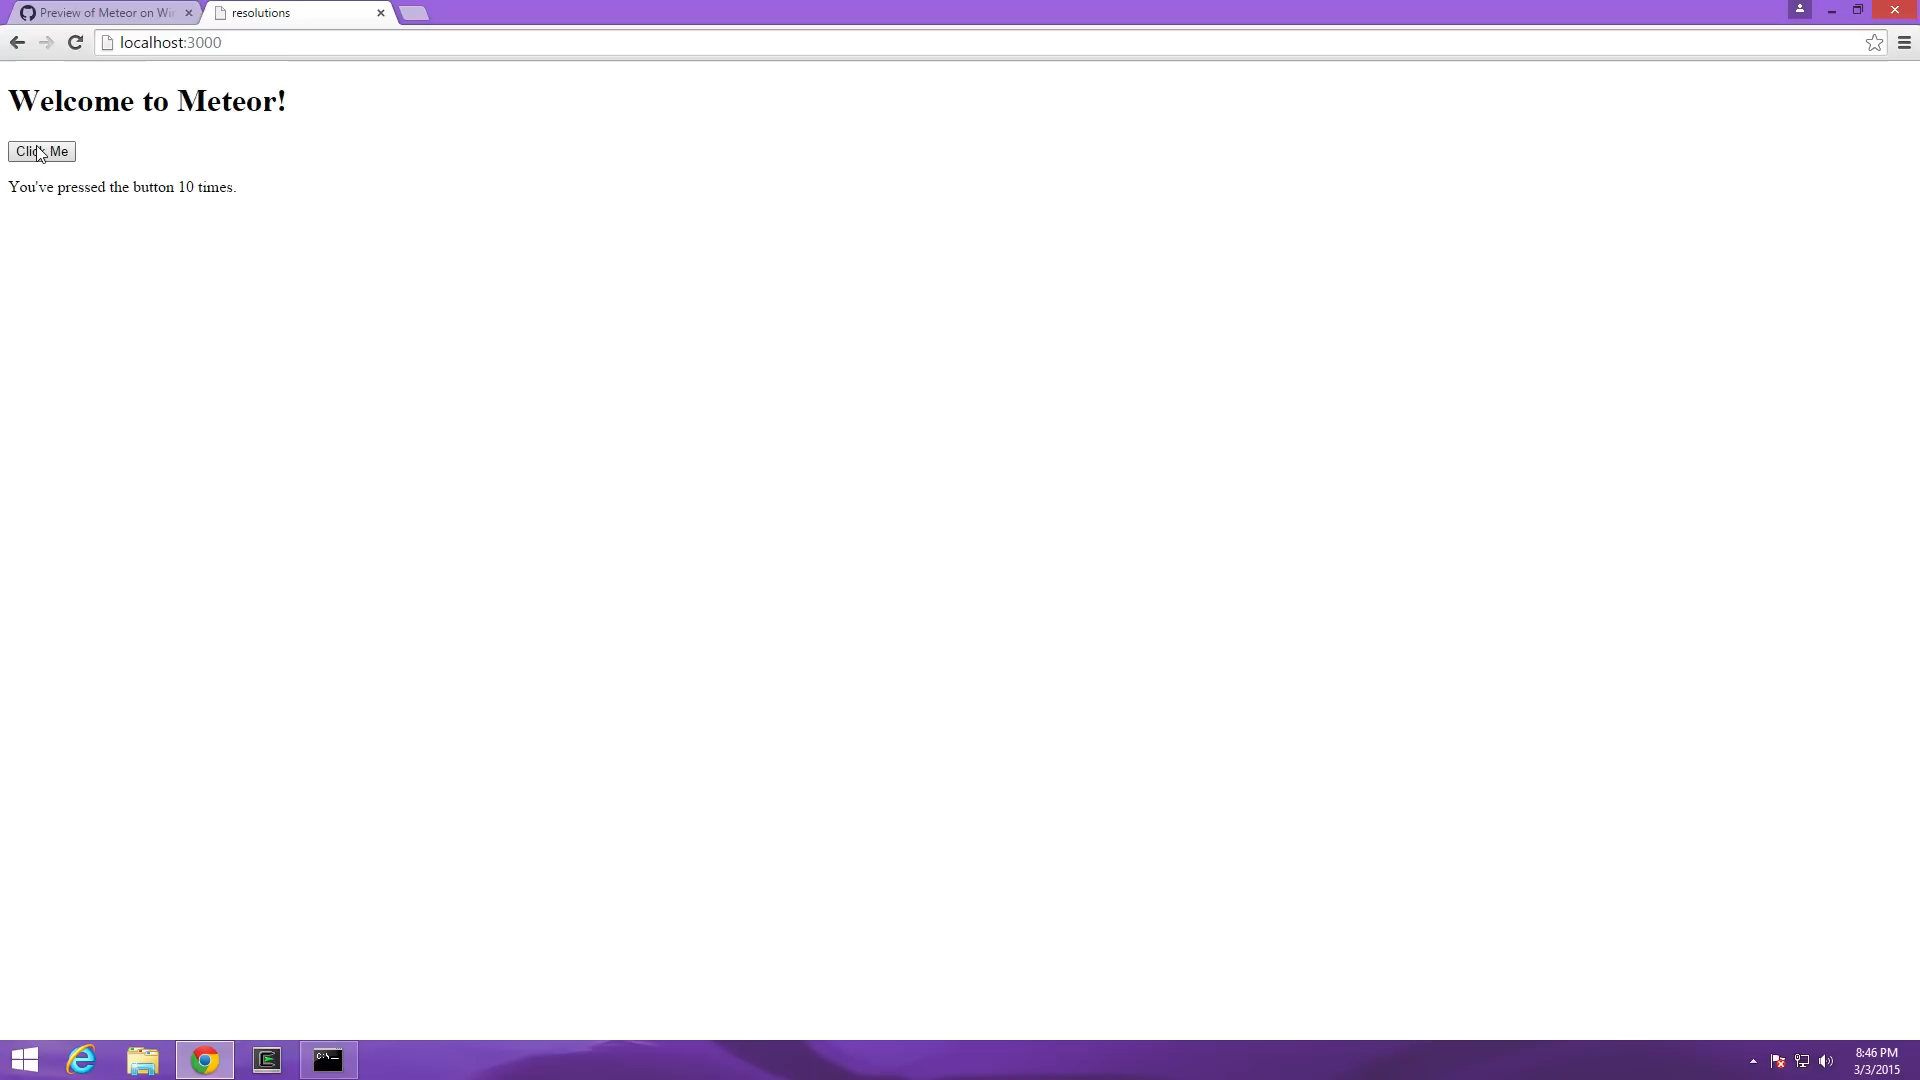 Preview of Meteor on Wi
resolutions
localhost:3000
Welcome to Meteor!
Click Me
You've pressed the button 10 times.
C:\
8:46 PM
3/3/2015